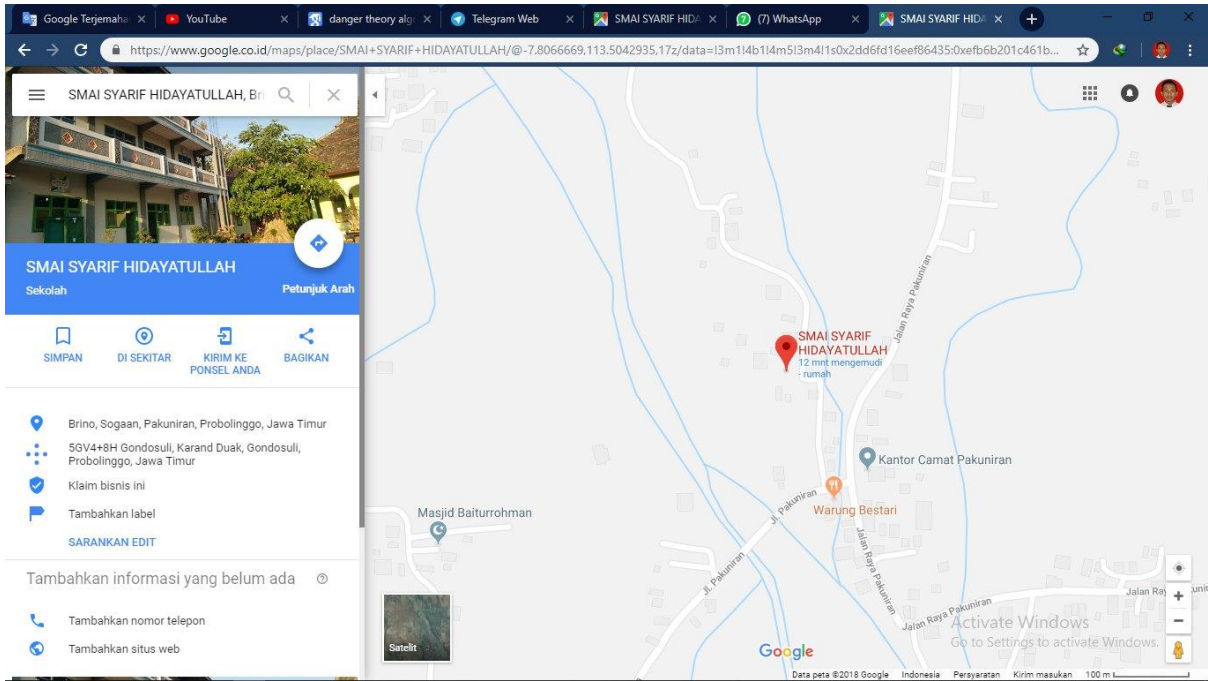 Google Terjemaha
YouTube
danger theory algo
Telegram Web
SMAI SYARIF HIDA
(7) WhatsApp
SMAI SYARIF HIDA
https://www.google.co.id/maps/place/SMAI+SYARIF+HIDAYATULLAH/@-7.8066669,113.5042935,17z/data=!3m1!4b1!4m5!3m4!1s0x2dd6fd16eef86435:0xefb6b201c461b...
SMAI SYARIF HIDAYATULLAH, Bri
SMAI SYARIF HIDAYATULLAH
Sekolah
Petunjuk Arah
SIMPAN
DI SEKITAR
KIRIM KE
PONSEL ANDA
BAGIKAN
Brino, Sogaan, Pakuniran, Probolinggo, Jawa Timur
5GV4+8H Gondosuli, Karand Duak, Gondosuli,
Probolinggo, Jawa Timur
Klaim bisnis ini
Tambahkan label
SARANKAN EDIT
Tambahkan informasi yang belum ada
Tambahkan nomor telepon
Tambahkan situs web
Jalan Raya Pakuniran
SMAI SYARIF
HIDAYATULLAH
12 mnt mengemudi
- rumah
Kantor Camat Pakuniran
Jl. Pakuniran
Warung Bestari
Masjid Baiturrohman
Jl. Pakuniran
Jalan Raya Pakuniran
Jalan Raya Pakuniran
Jalan Ra
Activate Windows
Go to Settings to activate Windows.
Satelit
Google
Data peta ©2018 Google
Indonesia
Persyaratan
Kirim masukan
100 m